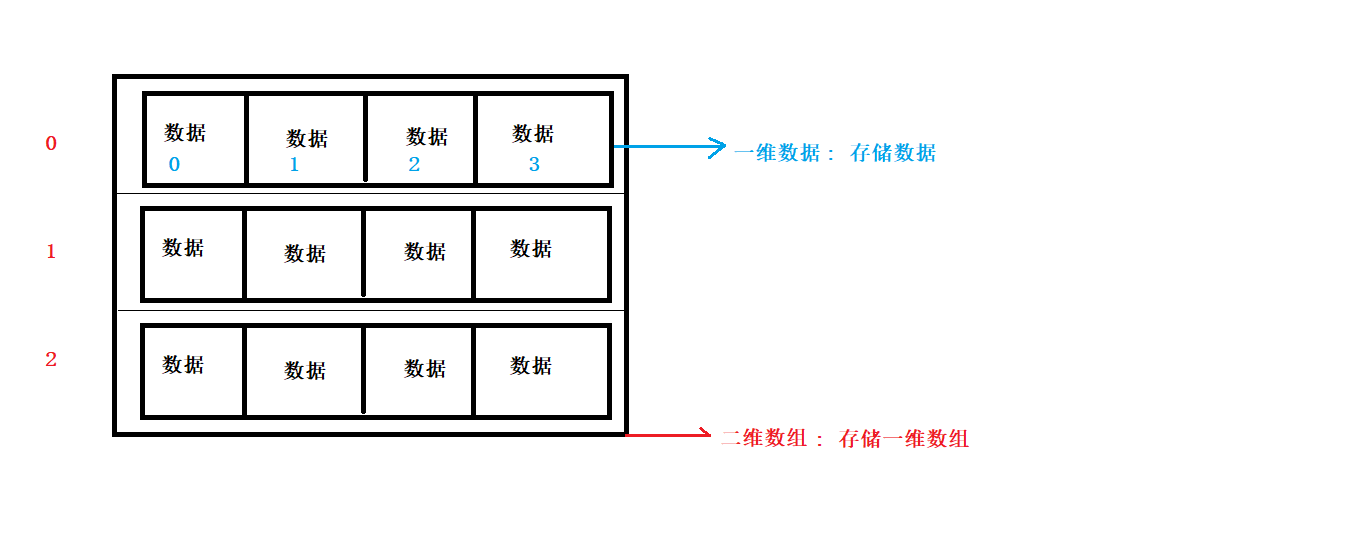 0
数据 数据 数据 数据
0 1 2 3
一维数据： 存储数据
1
数据 数据 数据 数据
2
数据 数据 数据 数据
二维数组： 存储一维数组